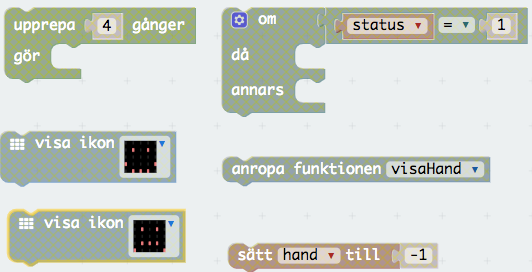 upprepa 4 gånger
gör
om status = 1
då
annars
visa ikon
anropa funktionen visaHand
visa ikon
sätt hand till -1